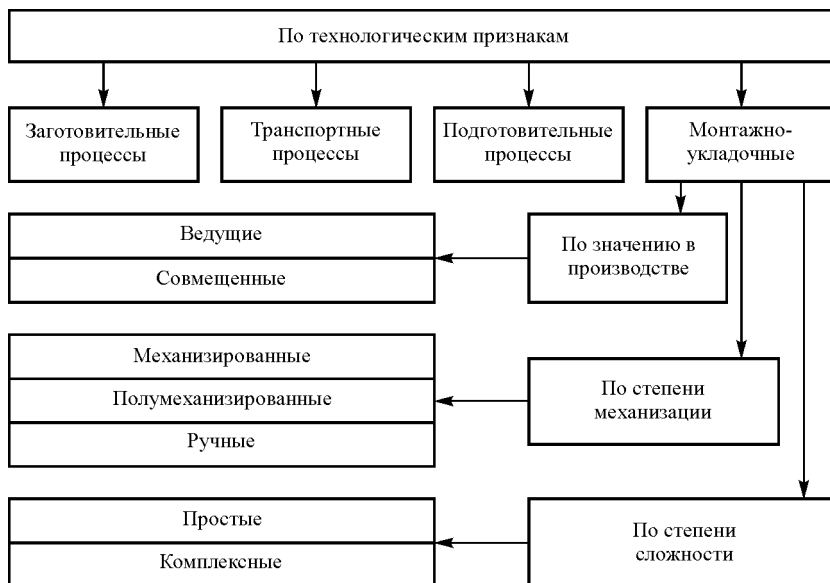 По технологическим признакам
Заготовительные
процессы
Транспортные
процессы
Подготовительные
процессы
Монтажно-
укладочные
Ведущие
Совмещенные
По значению в
производстве
Механизированные
Полумеханизированные
Ручные
По степени
механизации
Простые
Комплексные
По степени
сложности